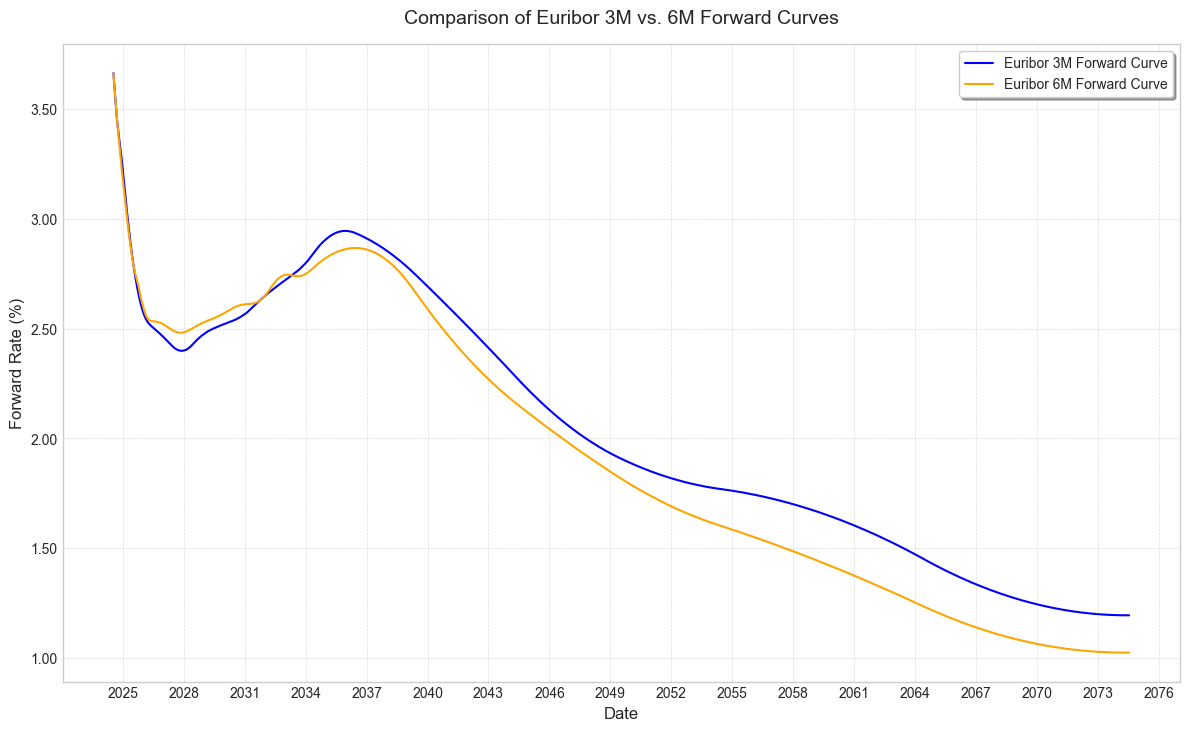 Comparison of Euribor 3M vs. 6M Forward Curves
Euribor 3M Forward Curve
Euribor 6M Forward Curve
Forward Rate (%)
3.50
3.00
2.50
2.00
1.50
1.00
2025 2028 2031 2034 2037 2040 2043 2046 2049 2052 2055 2058 2061 2064 2067 2070 2073 2076
Date